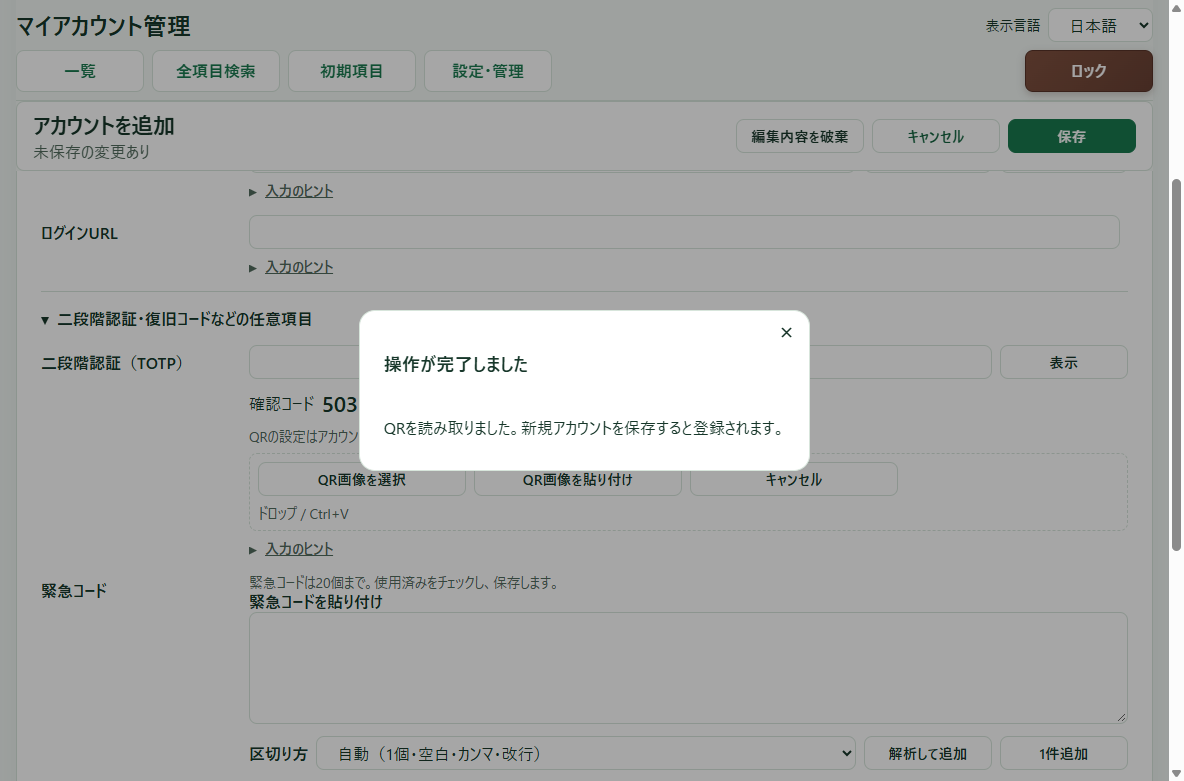 マイアカウント管理
表示言語 日本語
一覧 全項目検索 初期項目 設定・管理 ロック
アカウントを追加
未保存の変更あり
編集内容を破棄 キャンセル 保存
▶ 入力のヒント
ログインURL
▶ 入力のヒント
▼ 二段階認証・復旧コードなどの任意項目
二段階認証（TOTP） 表示
確認コード 503
QRの設定はアカウン
×
操作が完了しました
QRを読み取りました。新規アカウントを保存すると登録されます。
QR画像を選択 QR画像を貼り付け キャンセル
ドロップ / Ctrl+V
▶ 入力のヒント
緊急コード
緊急コードは20個まで。使用済みをチェックし、保存します。
緊急コードを貼り付け
区切り方 自動（1個・空白・カンマ・改行） 解析して追加 1件追加